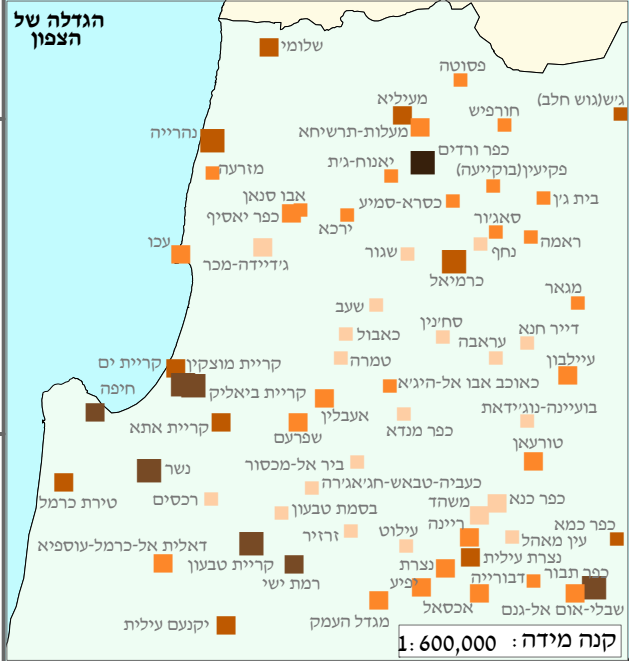 הגדלה של
הצפון
שלומי
פסוטה
ג'ש(גוש חלב)
מעיליא
חורפיש
מעלות-תרשיחא
נהרייה
כפר ורדים
יאנוח-ג'ת
פקיעין(בוקייעה)
מזרעה
אבו סנאן
כסרא-סמיע
בית ג'ן
כפר יאסיף
ירכא
סאג'ור
ראמה
עכו
נחף
שגור
ג'דיידה-מכר
כרמיאל
מגאר
שעב
סח'נין
דייר חנא
כאבול
עראבה
טמרה
עיילבון
קריית מוצקין
קריית ים
כאוכב אבו אל-היג'א
חיפה
קריית ביאליק
בועיינה-נוג'ידאת
אעבלין
כפר מנדא
קריית אתא
שפרעם
טורעאן
ביר אל-מכסור
נשר
כעביה-טבאש-חג'אג'רה
טירת כרמל
רכסים
משהד
כפר כנא
בסמת טבעון
ריינה
כפר כמא
זרזיר
עילוט
עין מאהל
דאלית אל-כרמל-עוספיא
נצרת עילית
קריית טבעון
נצרת
כפר תבור
דבורייה
רמת ישי
יפיע
אכסאל
שבלי-אום אל-גנם
מגדל העמק
יקנעם עילית
קנה מידה: 1:600,000